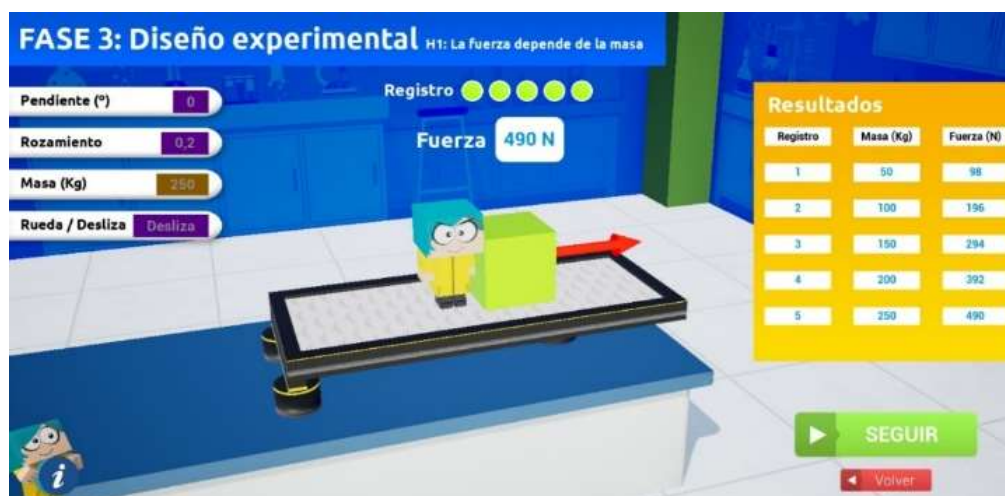 FASE 3: Diseño experimental H1: La fuerza depende de la masa
Pendiente (º) 0
Rozamiento 0,2
Masa (Kg) 250
Rueda / Desliza Desliza
Registro
Fuerza 490 N
Resultados
Registro Masa (Kg) Fuerza (N)
1 50 98
2 100 196
3 150 294
4 200 392
5 250 490
SEGUIR
Volver
i